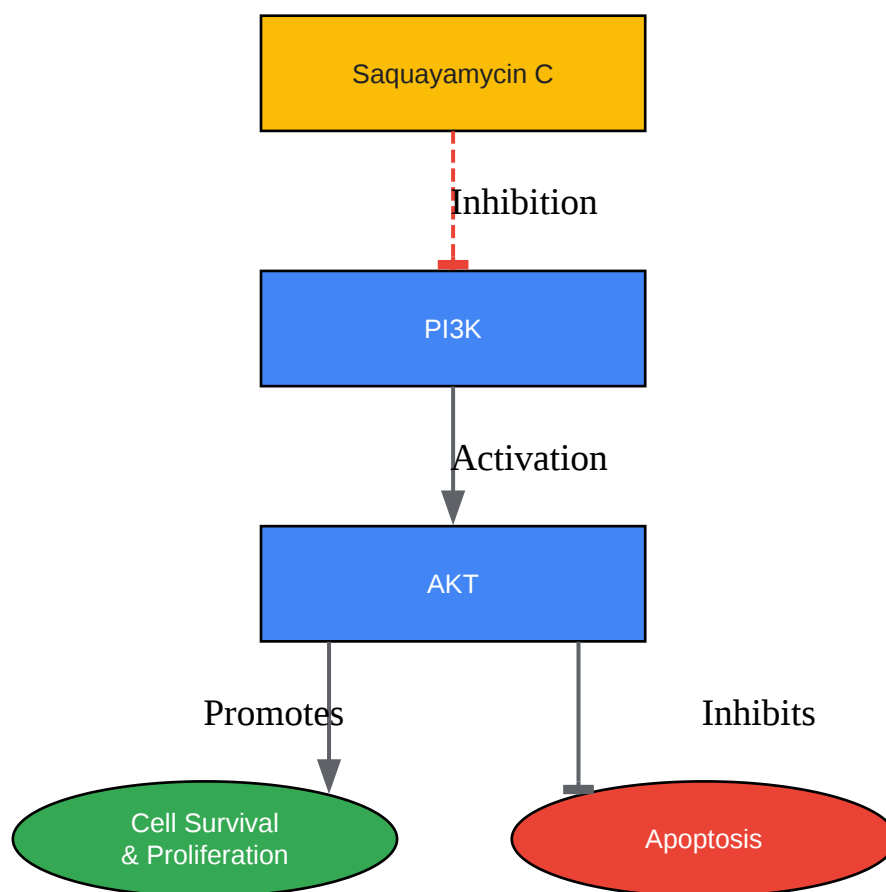 Saquayamycin C
Inhibition
PI3K
Activation
AKT
Promotes
Inhibits
Cell Survival
& Proliferation
Apoptosis